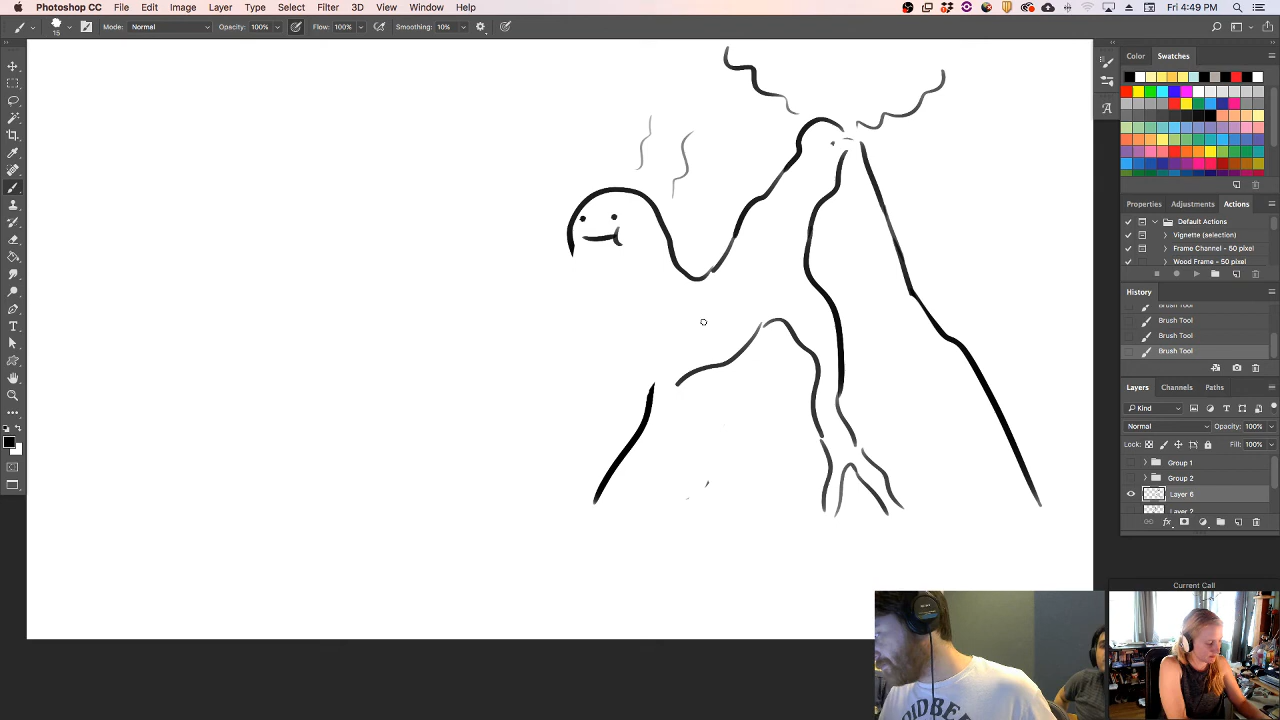 Photoshop CC File Edit Image Layer Type Select Filter 3D View Window Help Fri 4:49 PM
15 Mode: Normal Opacity: 100% Flow: 100% Smoothing: 10%
Color Swatches
Properties Adjustments Actions
Default Actions
Vignette (selection)
Frame Channel - 50 pixel
Wood Frame - 50 pixel
History
Brush Tool
Brush Tool
Brush Tool
Layers Channels Paths
Kind
Normal Opacity: 100%
Lock: Fill: 100%
Group 1
Group 2
Layer 6
Layer 2
Current Call